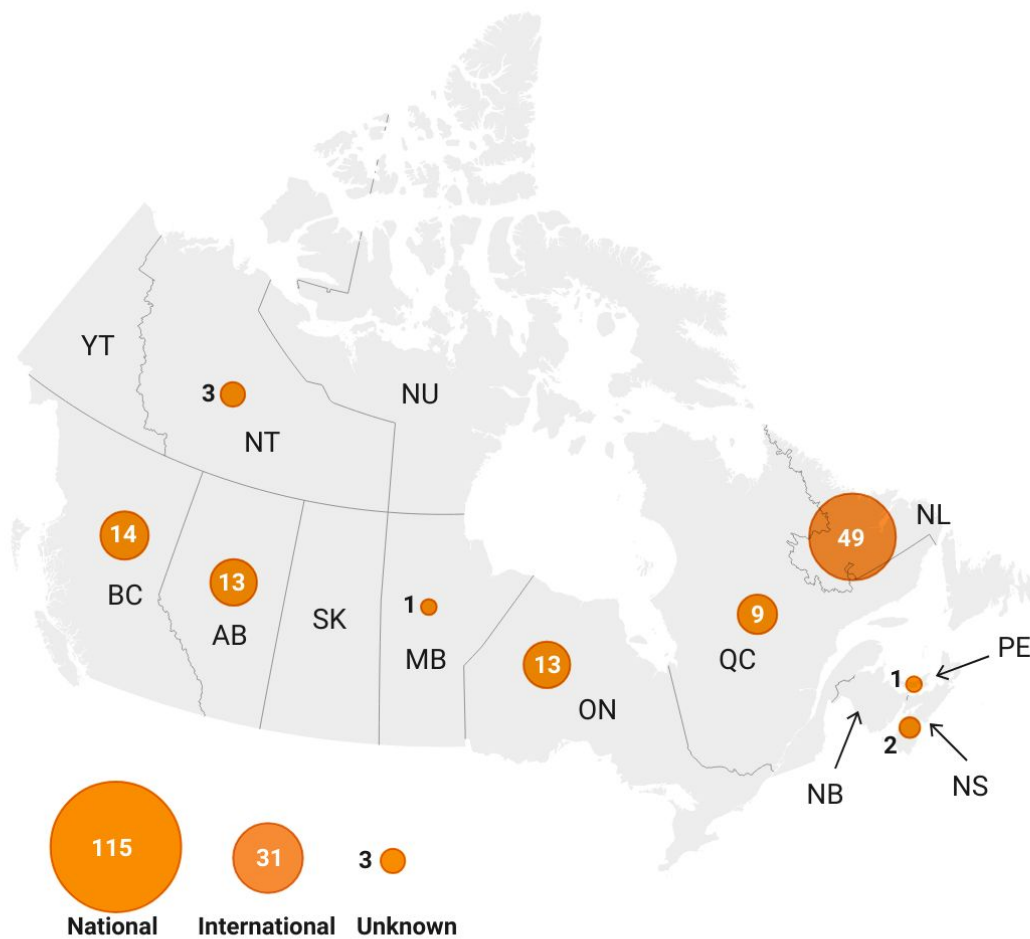 YT
3
NT
NU
14
BC
13
AB
SK
1
MB
13
ON
49
NL
9
QC
1
PE
2
NS
NB
115
31
3
National
International
Unknown